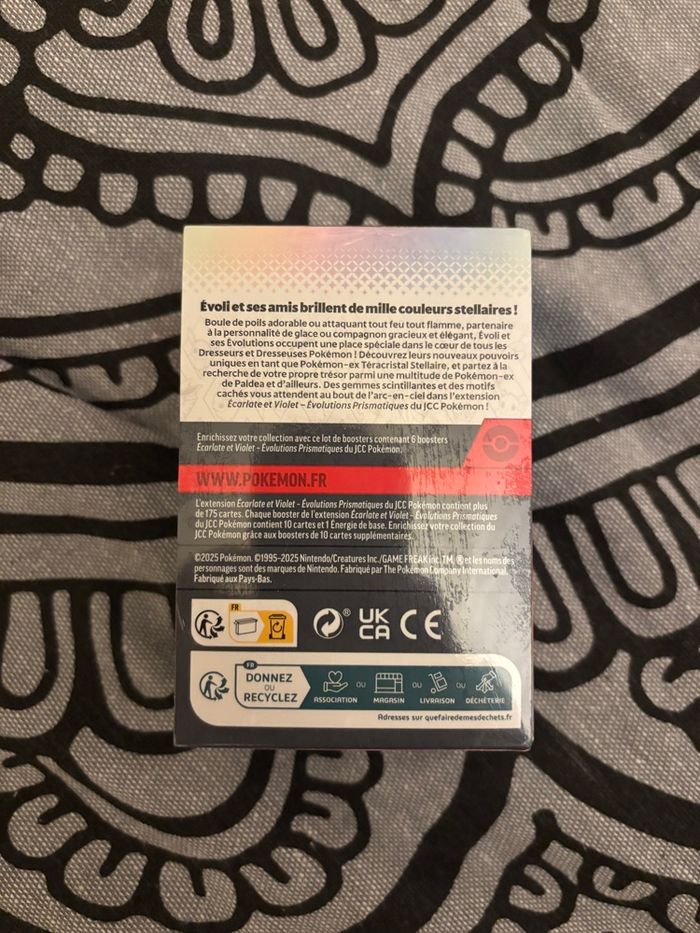 Évoli et ses amis brillent de mille couleurs stellaires !
Boule de poils adorable ou attaquant tout feu tout flamme, partenaire
à la personnalité de glace ou compagnon gracieux et élégant, Évoli et
ses Évolutions occupent une place spéciale dans le cœur de tous les
Dresseurs et Dresseuses Pokémon ! Découvrez leurs nouveaux pouvoirs
uniques en tant que Pokémon-ex Téracristal Stellaire, et partez à la
recherche de votre propre trésor parmi une multitude de Pokémon-ex
de Paldea et d'ailleurs. Des gemmes scintillantes et des motifs
cachés vous attendent au bout de l'arc-en-ciel dans l'extension
Écarlate et Violet – Évolutions Prismatiques du JCC Pokémon !
Enrichissez votre collection avec ce lot de boosters contenant 6 boosters
Écarlate et Violet – Évolutions Prismatiques du JCC Pokémon.
WWW.POKEMON.FR
L'extension Écarlate et Violet – Évolutions Prismatiques du JCC Pokémon contient plus
de 175 cartes. Chaque booster de l'extension Écarlate et Violet – Évolutions Prismatiques
du JCC Pokémon contient 10 cartes et 1 Énergie de base. Enrichissez votre collection du
JCC Pokémon grâce aux boosters de 10 cartes supplémentaires.
©2025 Pokémon. ©1995-2025 Nintendo/Creatures Inc./GAME FREAK inc. TM, ® et les noms des
personnages sont des marques de Nintendo. Fabriqué par The Pokémon Company International.
Fabriqué aux Pays-Bas.
FR
® UK
CA CE
FR
DONNEZ
OU
RECYCLEZ
ASSOCIATION OU MAGASIN OU LIVRAISON OU DÉCHÈTERIE
Adresses sur quefairedemesdechets.fr